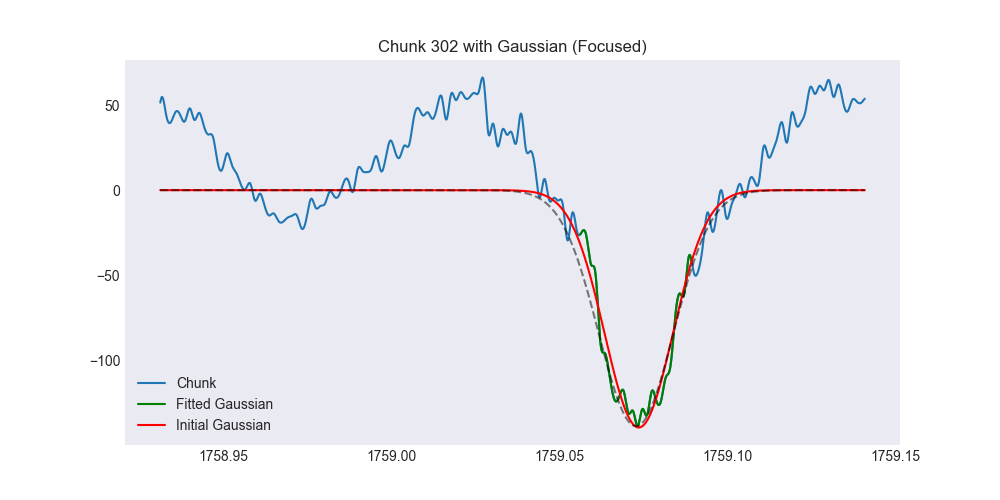 Chunk 302 with Gaussian (Focused)
50
0
−50
−100
Chunk
Fitted Gaussian
Initial Gaussian
1758.95 1759.00 1759.05 1759.10 1759.15